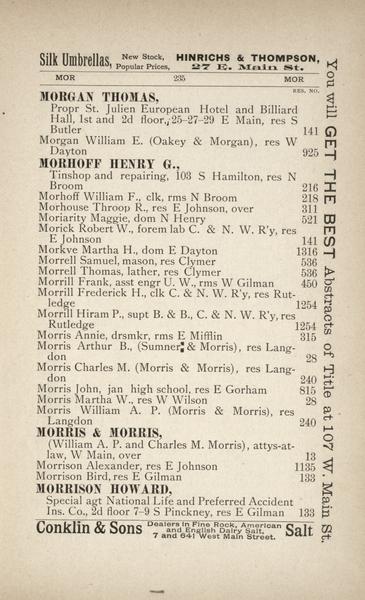 Silk Umbrellas, New Stock, Popular Prices, HINRICHS & THOMPSON, 27 E. Main St.
MOR 235 MOR
RES. NO.
MORGAN THOMAS,
Propr St. Julien European Hotel and Billiard
Hall, 1st and 2d floor, 25-27-29 E Main, res S
Butler 141
Morgan William E. (Oakey & Morgan), res W
Dayton 925
MORHOFF HENRY G.,
Tinshop and repairing, 103 S Hamilton, res N
Broom 216
Morhoff William F., clk, rms N Broom 218
Morhouse Throop R., res E Johnson, over 311
Moriarity Maggie, dom N Henry 521
Morick Robert W., forem lab C. & N. W. R'y, res
E Johnson 141
Morkve Martha H., dom E Dayton 1316
Morrell Samuel, mason, res Clymer 536
Morrell Thomas, lather, res Clymer 536
Morrill Frank, asst engr U. W., rms W Gilman 450
Morrill Frederick H., clk C. & N. W. R'y, res Rut-
ledge 1254
Morrill Hiram P., supt B. & B., C. & N. W. R'y, res
Rutledge 1254
Morris Annie, drsmkr, rms E Mifflin 315
Morris Arthur B., (Sumner & Morris), res Lang-
don 28
Morris Charles M. (Morris & Morris), res Lang-
don 240
Morris John, jan high school, res E Gorham 815
Morris Martha W., res W Wilson 28
Morris William A. P. (Morris & Morris), res
Langdon 240
MORRIS & MORRIS,
(William A. P. and Charles M. Morris), attys-at-
law, W Main, over 13
Morrison Alexander, res E Johnson 1135
Morrison Bird, res E Gilman 133
MORRISON HOWARD,
Special agt National Life and Preferred Accident
Ins. Co., 2d floor 7-9 S Pinckney, res E Gilman 133
Conklin & Sons Dealers in Fine Rock, American and English Dairy Salt, 7 and 641 West Main Street. Salt
You will GET THE BEST Abstracts of Title at 107 W. Main St.